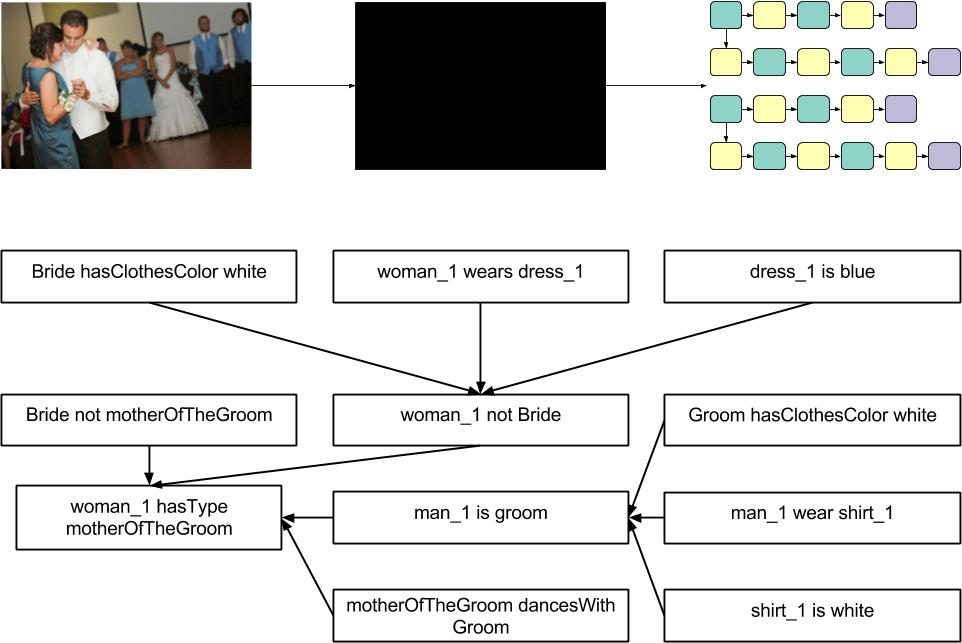 Bride hasClothesColor white
woman_1 wears dress_1
dress_1 is blue
Bride not motherOfTheGroom
woman_1 not Bride
Groom hasClothesColor white
woman_1 hasType
motherOfTheGroom
man_1 is groom
man_1 wear shirt_1
motherOfTheGroom dancesWith
Groom
shirt_1 is white